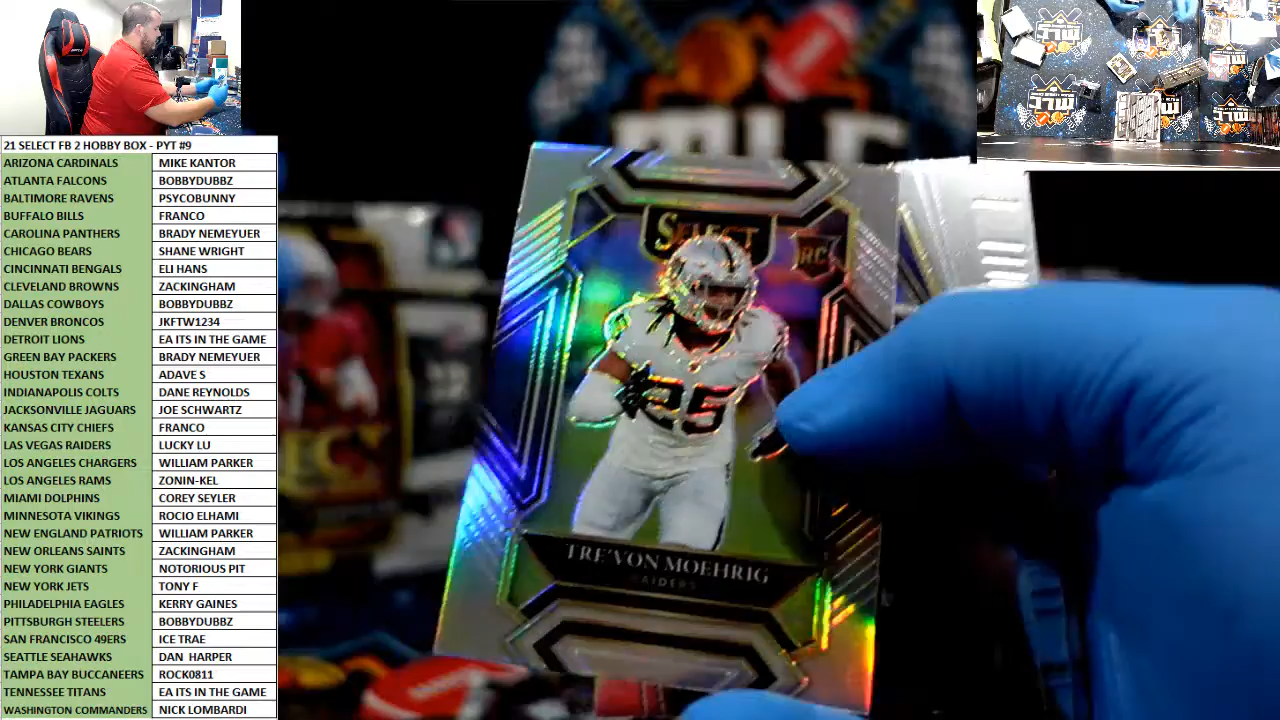 21 SELECT FB 2 HOBBY BOX - PYT #9
ARIZONA CARDINALS MIKE KANTOR
ATLANTA FALCONS BOBBYDUBBZ
BALTIMORE RAVENS PSYCOBUNNY
BUFFALO BILLS FRANCO
CAROLINA PANTHERS BRADY NEMEYUER
CHICAGO BEARS SHANE WRIGHT
CINCINNATI BENGALS ELI HANS
CLEVELAND BROWNS ZACKINGHAM
DALLAS COWBOYS BOBBYDUBBZ
DENVER BRONCOS JKFTW1234
DETROIT LIONS EA ITS IN THE GAME
GREEN BAY PACKERS BRADY NEMEYUER
HOUSTON TEXANS ADAVE S
INDIANAPOLIS COLTS DANE REYNOLDS
JACKSONVILLE JAGUARS JOE SCHWARTZ
KANSAS CITY CHIEFS FRANCO
LAS VEGAS RAIDERS LUCKY LU
LOS ANGELES CHARGERS WILLIAM PARKER
LOS ANGELES RAMS ZONIN-KEL
MIAMI DOLPHINS COREY SEYLER
MINNESOTA VIKINGS ROCIO ELHAMI
NEW ENGLAND PATRIOTS WILLIAM PARKER
NEW ORLEANS SAINTS ZACKINGHAM
NEW YORK GIANTS NOTORIOUS PIT
NEW YORK JETS TONY F
PHILADELPHIA EAGLES KERRY GAINES
PITTSBURGH STEELERS BOBBYDUBBZ
SAN FRANCISCO 49ERS ICE TRAE
SEATTLE SEAHAWKS DAN HARPER
TAMPA BAY BUCCANEERS ROCK0811
TENNESSEE TITANS EA ITS IN THE GAME
WASHINGTON COMMANDERS NICK LOMBARDI
SELECT
RC
25
TRE'VON MOEHRIG
RAIDERS